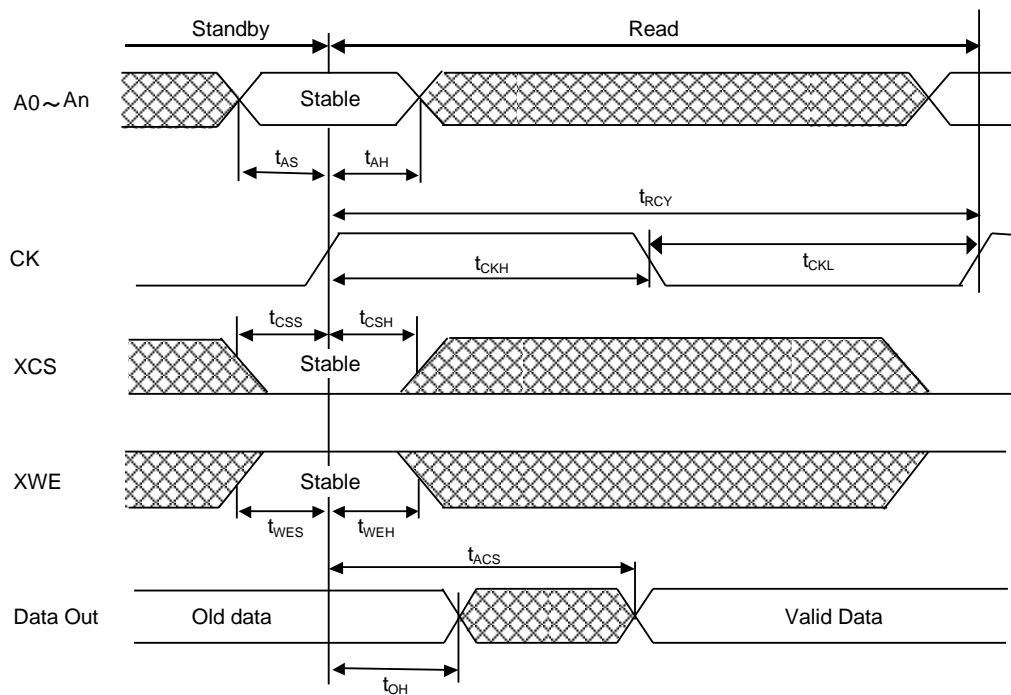 Standby Read
A0～An Stable
tAS tAH
tRCY
CK
tCKH tCKL
tCSS tCSH
XCS Stable
XWE Stable
tWES tWEH
tACS
Data Out Old data Valid Data
tOH